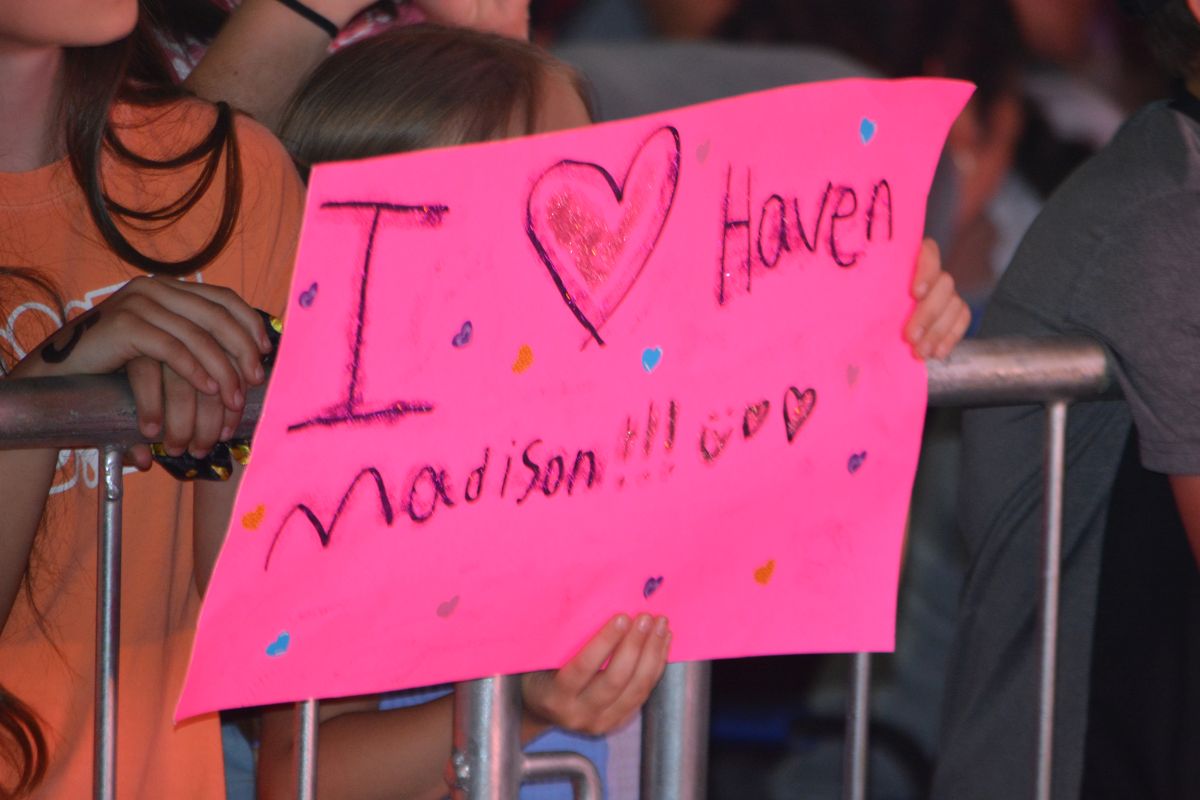 I ♥ Haven
Madison!!! ☺♥♥